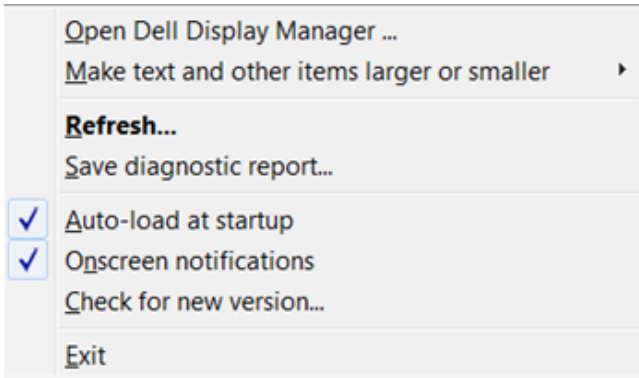 Open Dell Display Manager ...
Make text and other items larger or smaller
Refresh...
Save diagnostic report...
Auto-load at startup
Onscreen notifications
Check for new version...
Exit